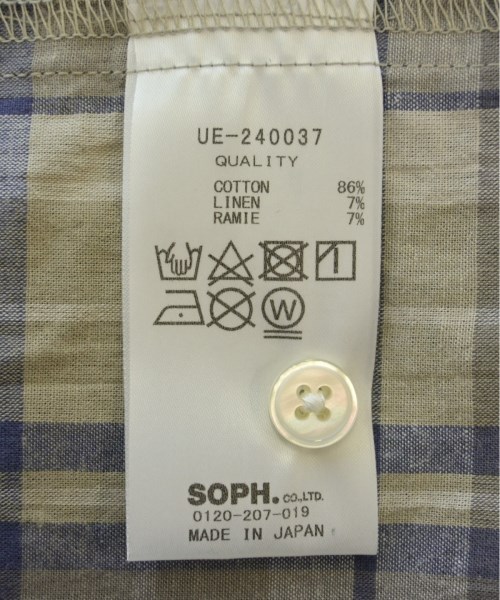 UE-240037
QUALITY
COTTON 86%
LINEN 7%
RAMIE 7%
W
SOPH. CO.,LTD.
0120-207-019
MADE IN JAPAN